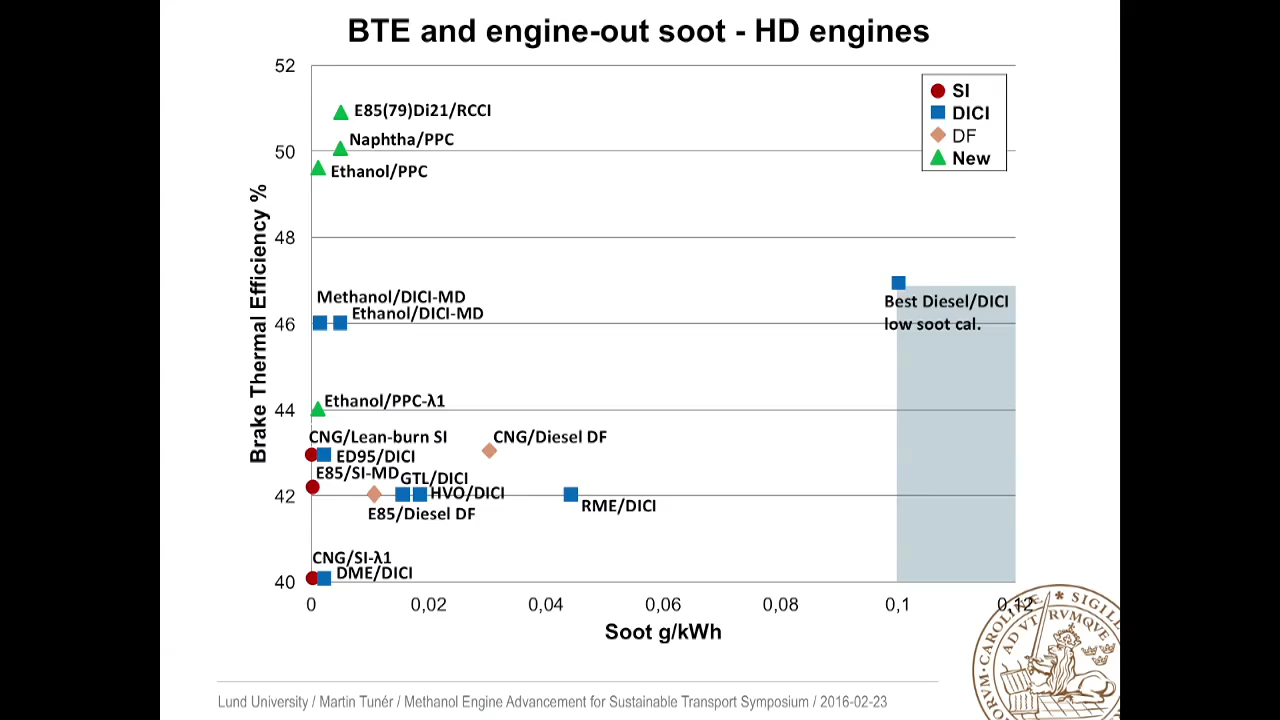 BTE and engine-out soot - HD engines
52
50
48
46
44
42
40
Brake Thermal Efficiency %
SI
DICI
DF
New
E85(79)Di21/RCCI
Naphtha/PPC
Ethanol/PPC
Best Diesel/DICI
low soot cal.
Methanol/DICI-MD
Ethanol/DICI-MD
Ethanol/PPC-λ1
CNG/Lean-burn SI
CNG/Diesel DF
ED95/DICI
E85/SI-MD
GTL/DICI
HVO/DICI
RME/DICI
E85/Diesel DF
CNG/SI-λ1
DME/DICI
0
0,02
0,04
0,06
0,08
0,1
0,12
Soot g/kWh
AD VTRVMQVE
Lund University / Martin Tunér / Methanol Engine Advancement for Sustainable Transport Symposium / 2016-02-23